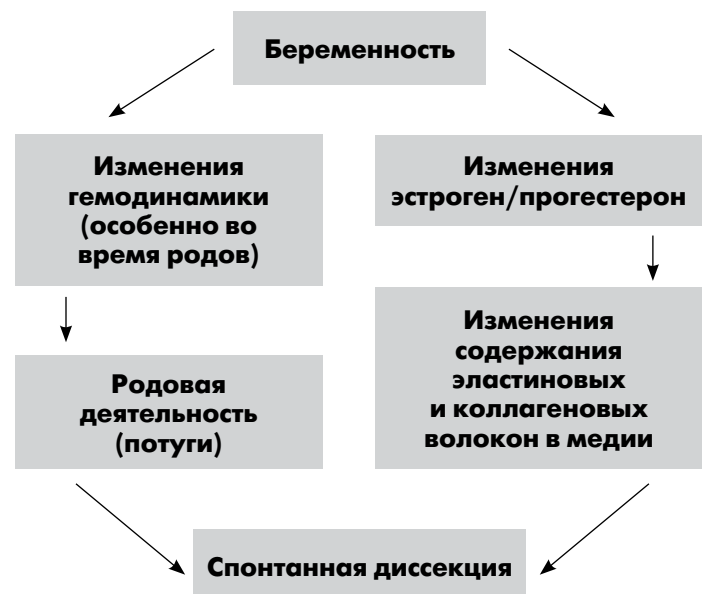 Беременность
Изменения
гемодинамики
(особенно во
время родов)
Изменения
эстроген/прогестерон
Родовая
деятельность
(потуги)
Изменения
содержания
эластиновых
и коллагеновых
волокон в медии
Спонтанная диссекция